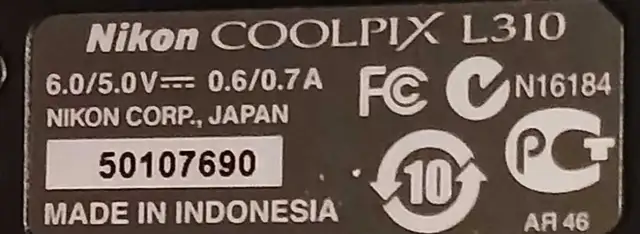 Nikon COOLPIX L310
6.0/5.0V⎓ 0.6/0.7A
NIKON CORP., JAPAN
50107690
MADE IN INDONESIA
FC N16184
10
PCT
АЯ 46